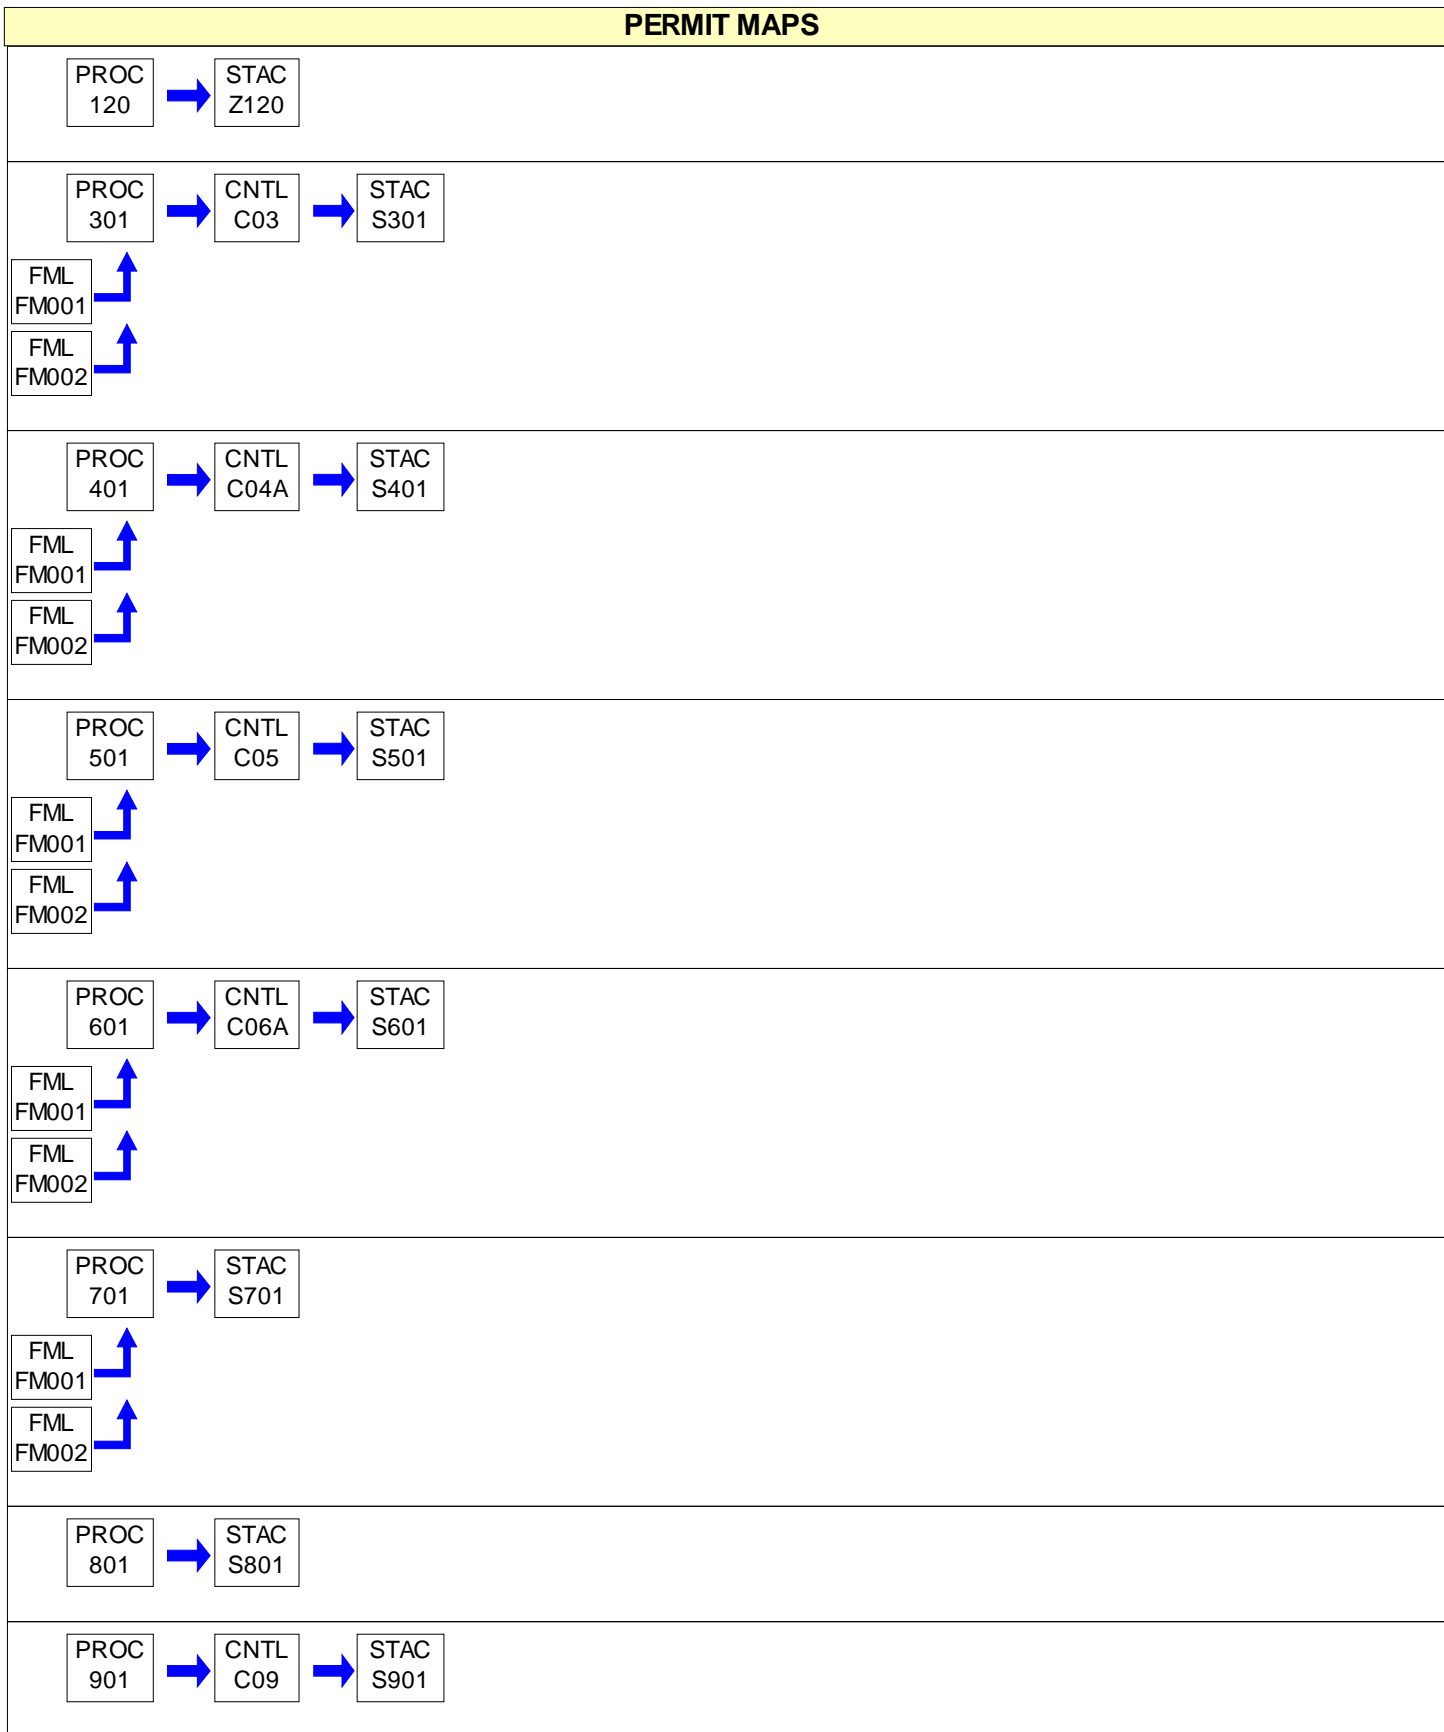 PERMIT MAPS
PROC
120
STAC
Z120
PROC
301
CNTL
C03
STAC
S301
FML
FM001
FML
FM002
PROC
401
CNTL
C04A
STAC
S401
FML
FM001
FML
FM002
PROC
501
CNTL
C05
STAC
S501
FML
FM001
FML
FM002
PROC
601
CNTL
C06A
STAC
S601
FML
FM001
FML
FM002
PROC
701
STAC
S701
FML
FM001
FML
FM002
PROC
801
STAC
S801
PROC
901
CNTL
C09
STAC
S901